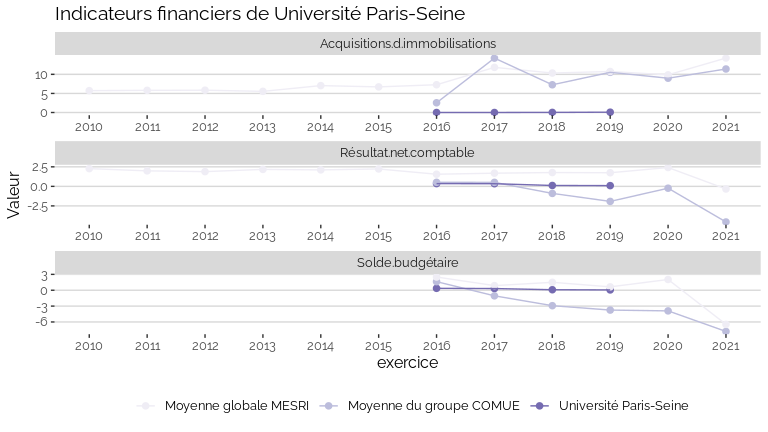 Indicateurs financiers de Université Paris-Seine
Acquisitions.d.immobilisations
10
5
0
2010 2011 2012 2013 2014 2015 2016 2017 2018 2019 2020 2021
Résultat.net.comptable
2.5
0.0
-2.5
2010 2011 2012 2013 2014 2015 2016 2017 2018 2019 2020 2021
Valeur
Solde.budgétaire
3
0
-3
-6
2010 2011 2012 2013 2014 2015 2016 2017 2018 2019 2020 2021
exercice
Moyenne globale MESRI Moyenne du groupe COMUE Université Paris-Seine